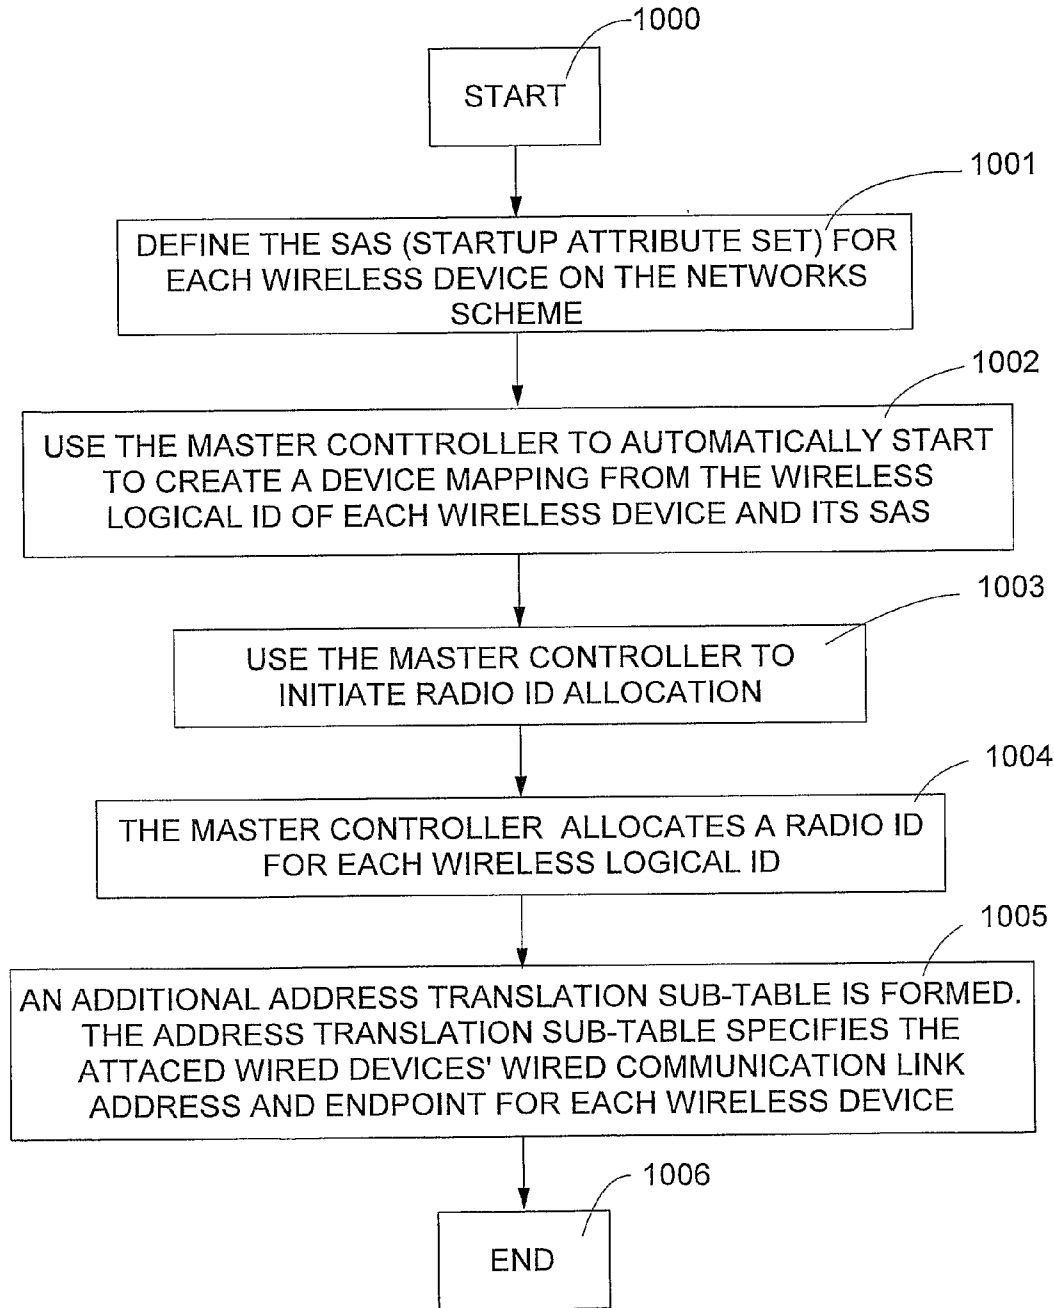 1000
START
1001
DEFINE THE SAS (STARTUP ATTRIBUTE SET) FOR
EACH WIRELESS DEVICE ON THE NETWORKS
SCHEME
1002
USE THE MASTER CONTTROLLER TO AUTOMATICALLY START
TO CREATE A DEVICE MAPPING FROM THE WIRELESS
LOGICAL ID OF EACH WIRELESS DEVICE AND ITS SAS
1003
USE THE MASTER CONTROLLER TO
INITIATE RADIO ID ALLOCATION
1004
THE MASTER CONTROLLER ALLOCATES A RADIO ID
FOR EACH WIRELESS LOGICAL ID
1005
AN ADDITIONAL ADDRESS TRANSLATION SUB-TABLE IS FORMED.
THE ADDRESS TRANSLATION SUB-TABLE SPECIFIES THE
ATTACED WIRED DEVICES' WIRED COMMUNICATION LINK
ADDRESS AND ENDPOINT FOR EACH WIRELESS DEVICE
1006
END